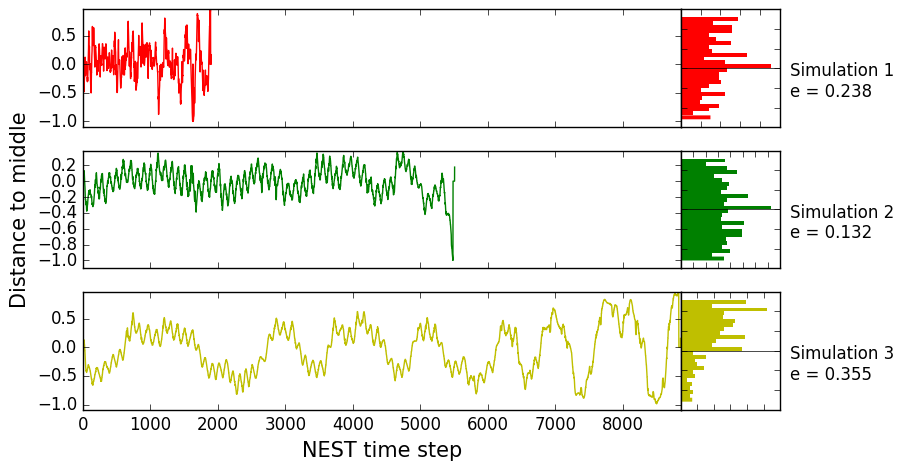 Distance to middle
0.5
0.0
−0.5
−1.0
Simulation 1
e = 0.238
0.2
0.0
−0.2
−0.4
−0.6
−0.8
−1.0
Simulation 2
e = 0.132
0.5
0.0
−0.5
−1.0
Simulation 3
e = 0.355
0 1000 2000 3000 4000 5000 6000 7000 8000
NEST time step